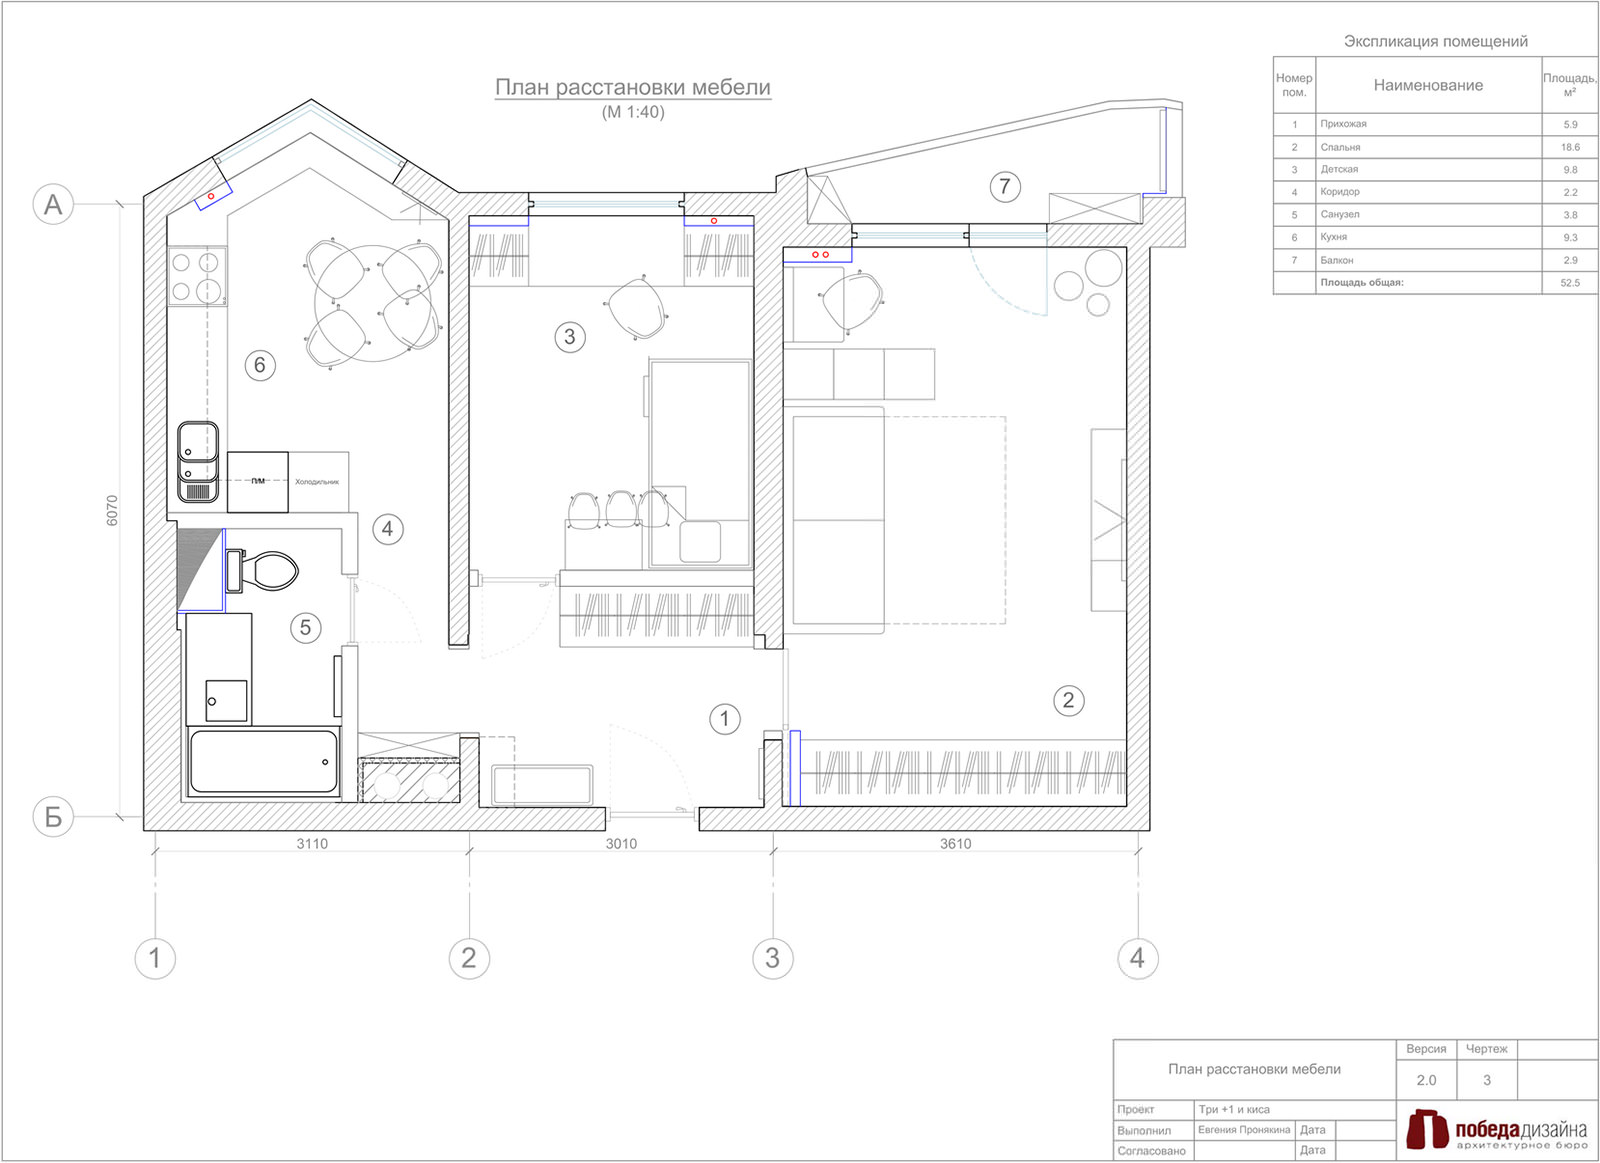 План расстановки мебели
(М 1:40)
Экспликация помещений
Номер пом. Наименование Площадь, м²
1 Прихожая 5.9
2 Спальня 18.6
3 Детская 9.8
4 Коридор 2.2
5 Санузел 3.8
6 Кухня 9.3
7 Балкон 2.9
Площадь общая: 52.5
А
Б
6070
7
3
6
П/М
Холодильник
4
5
2
1
3110
3010
3610
1
2
3
4
План расстановки мебели
Версия Чертеж
2.0 3
Проект Три +1 и киса
Выполнил Евгения Пронякина Дата
Согласовано Дата
победадизайна
архитектурное бюро